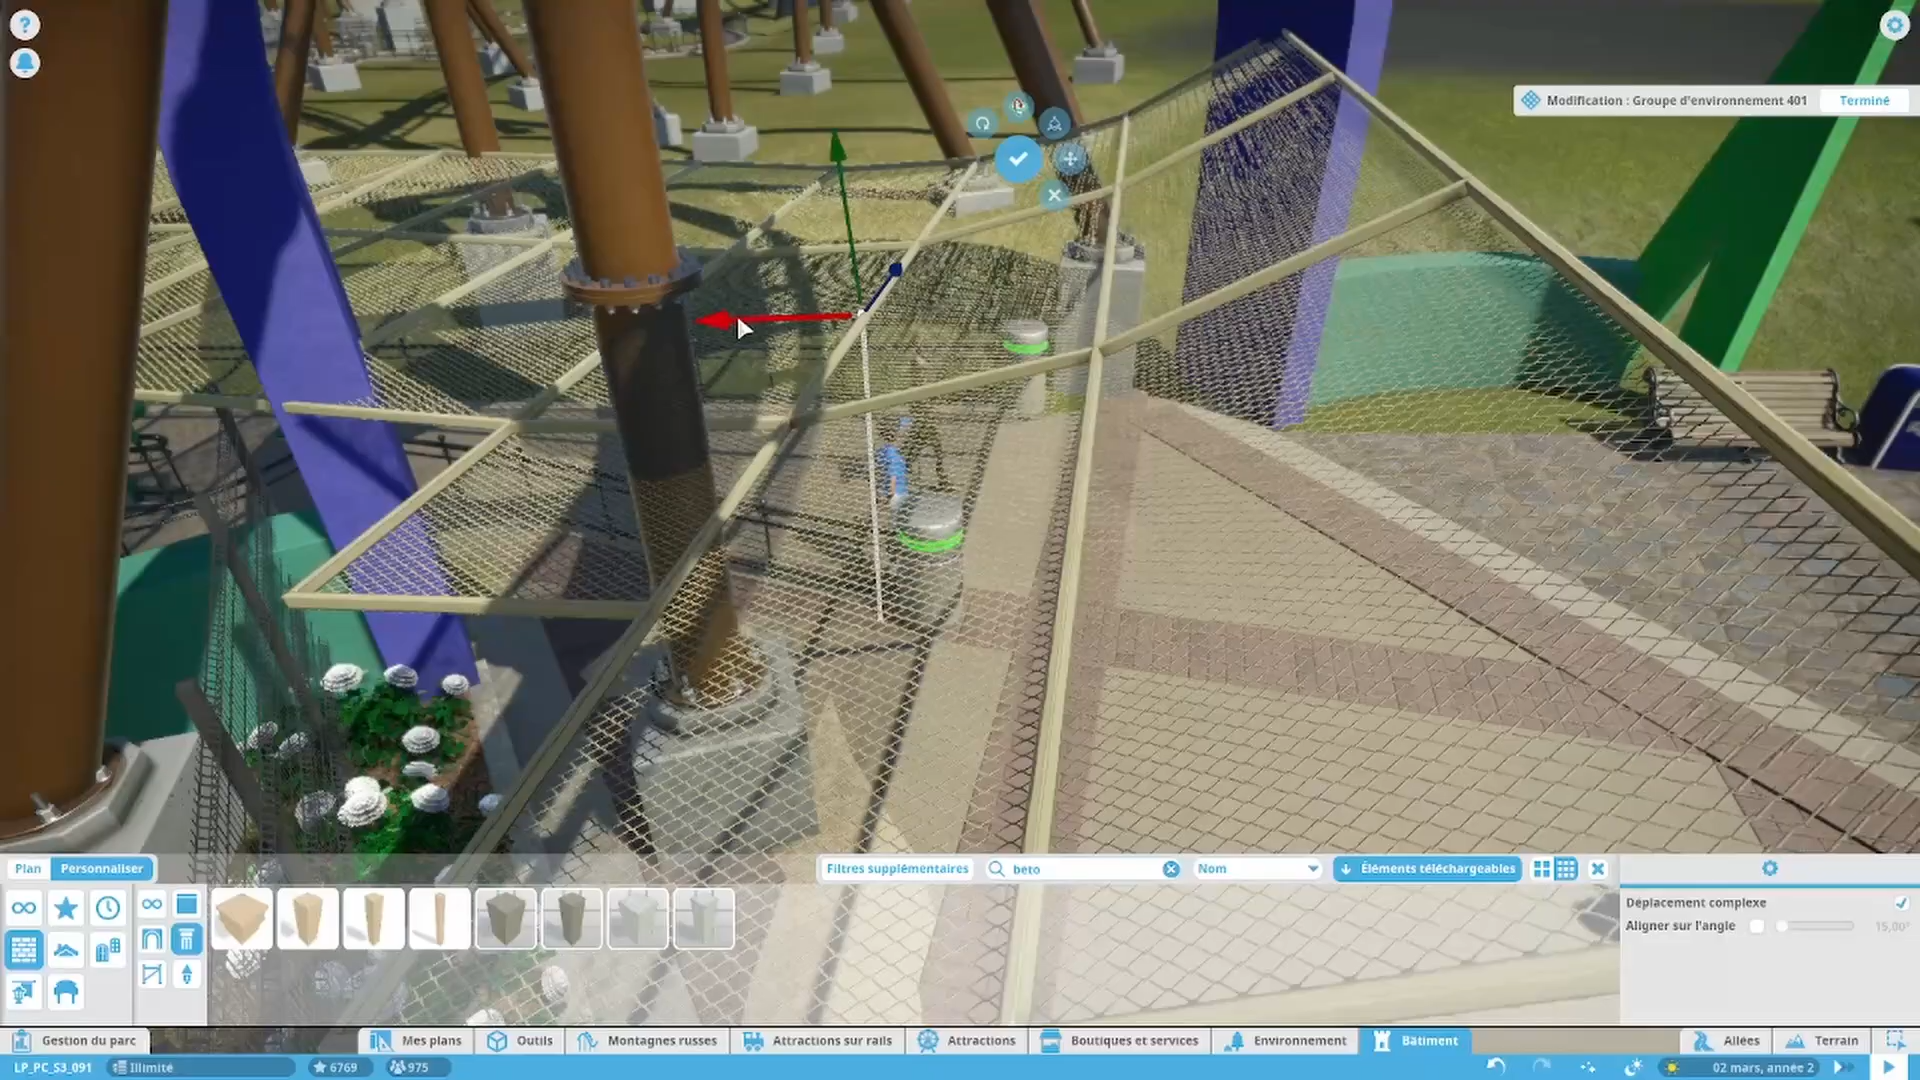 ?
Modification : Groupe d'environnement 401
Terminé
Plan
Personnaliser
Filtres supplémentaires
beto
Nom
Éléments téléchargeables
Déplacement complexe
Aligner sur l'angle
15,00°
Gestion du parc
Mes plans
Outils
Montagnes russes
Attractions sur rails
Attractions
Boutiques et services
Environnement
Bâtiment
Allées
Terrain
LP_PC_S3_091
Illimité
6769
975
02 mars, année 2